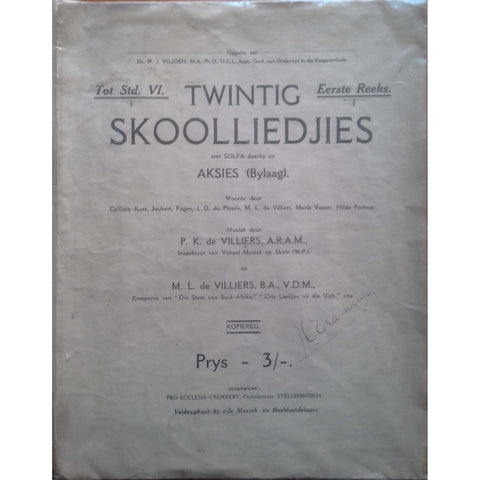 Opgedra aan
Dr. W. J. VILJOEN, M.A., Ph.D., D.C.L., Supt.-Genl. van Onderwys in die Kaapprovinsie.
Tot Std. VI. TWINTIG Eerste Reeks.
SKOOLLIEDJIES
met SOLFA daarby en
AKSIES (Bylaag).
Woorde deur
Celliers, Kees, Joubert, Fagan, J. D. du Plessis, M. L. de Villiers, Maria Vester, Hilda Postma.
Musiek deur
P. K. de VILLIERS, A.R.A.M.,
Inspekteur van Vokaal Musiek op Skole (W.P.)
en
M. L. de VILLIERS, B.A., V.D.M.,
Komponis van "Die Stem van Suid-Afrika," "Drie Liedjies vir die Volk," ens.
KOPIEREG.
Prys - 3/-.
UITGEWERS:
PRO ECCLESIA-DRUKKERY, STELLENBOSCH.
Verkrygbaar by alle Musiek- en Boekhandelaars